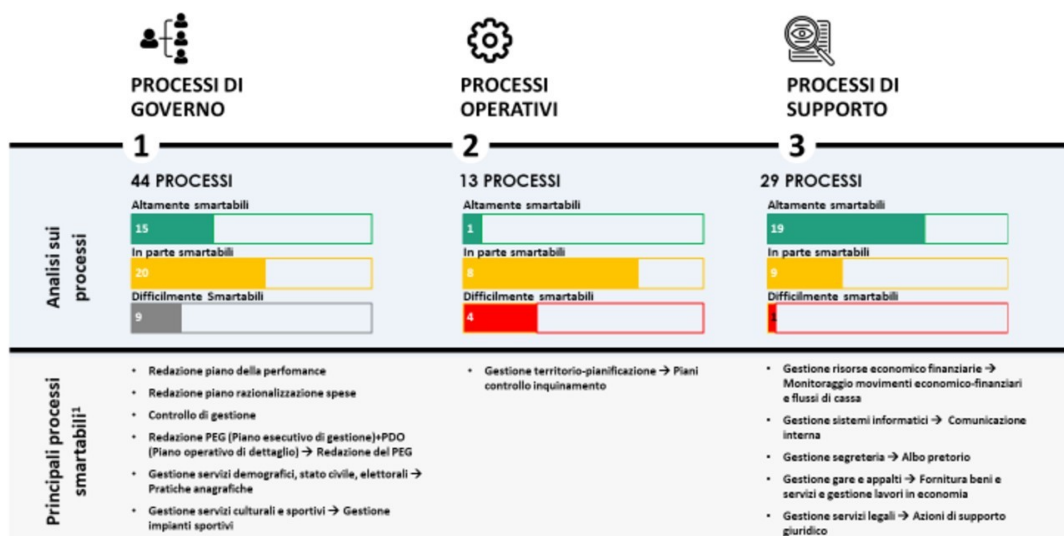 PROCESSI DI
GOVERNO
PROCESSI
OPERATIVI
PROCESSI DI
SUPPORTO
1
2
3
Analisi sui
processi
44 PROCESSI
Altamente smartabili
15
In parte smartabili
20
Difficilmente Smartabili
9
13 PROCESSI
Altamente smartabili
1
In parte smartabili
8
Difficilmente smartabili
4
29 PROCESSI
Altamente smartabili
19
In parte smartabili
9
Difficilmente smartabili
1
Principali processi
smartabili¹
• Redazione piano della perfomance
• Redazione piano razionalizzazione spese
• Controllo di gestione
• Redazione PEG (Piano esecutivo di gestione)+PDO
(Piano operativo di dettaglio) → Redazione del PEG
• Gestione servizi demografici, stato civile, elettorali →
Pratiche anagrafiche
• Gestione servizi culturali e sportivi → Gestione
impianti sportivi
• Gestione territorio-pianificazione → Piani
controllo inquinamento
• Gestione risorse economico finanziarie →
Monitoraggio movimenti economico-finanziari
e flussi di cassa
• Gestione sistemi informatici → Comunicazione
interna
• Gestione segreteria → Albo pretorio
• Gestione gare e appalti → Fornitura beni e
servizi e gestione lavori in economia
• Gestione servizi legali → Azioni di supporto
giuridico